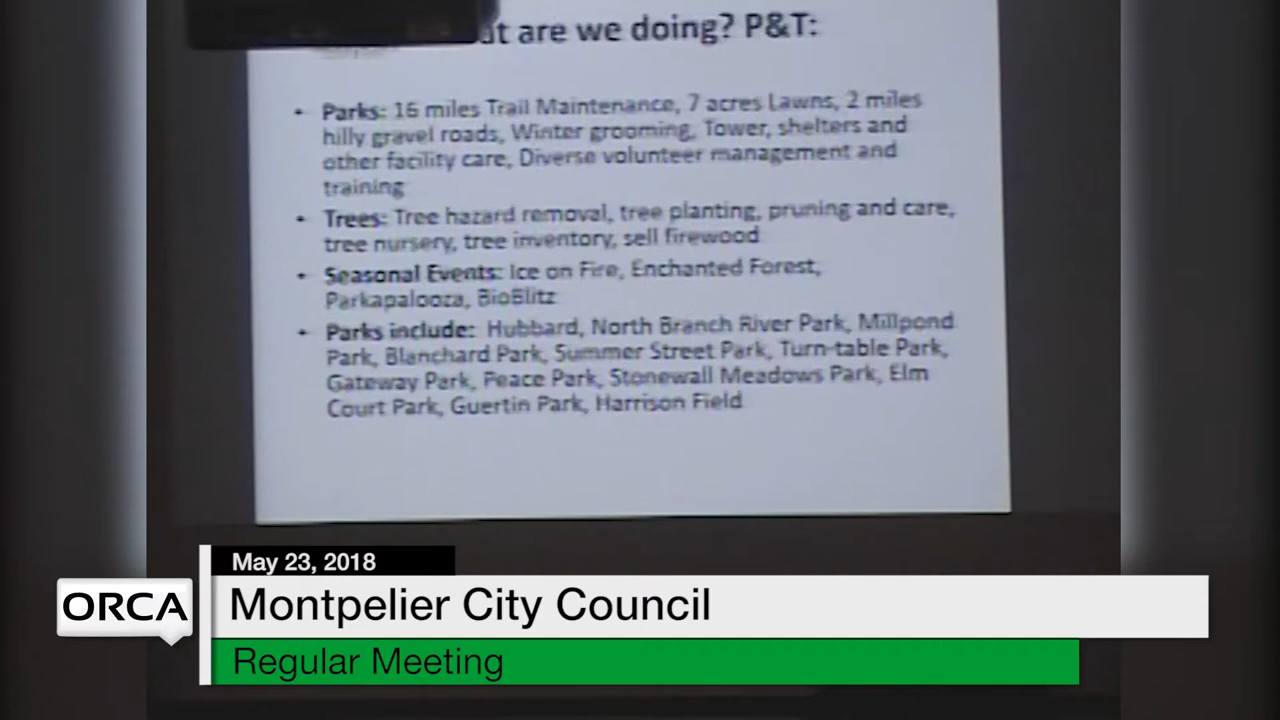 at are we doing? P&T:
• Parks: 16 miles Trail Maintenance, 7 acres Lawns, 2 miles
hilly gravel roads, Winter grooming, Tower, shelters and
other facility care, Diverse volunteer management and
training
• Trees: Tree hazard removal, tree planting, pruning and care,
tree nursery, tree inventory, sell firewood
• Seasonal Events: Ice on Fire, Enchanted Forest,
Parkapalooza, BioBlitz
• Parks include: Hubbard, North Branch River Park, Millpond
Park, Blanchard Park, Summer Street Park, Turn-table Park,
Gateway Park, Peace Park, Stonewall Meadows Park, Elm
Court Park, Guertin Park, Harrison Field
May 23, 2018
ORCA
Montpelier City Council
Regular Meeting